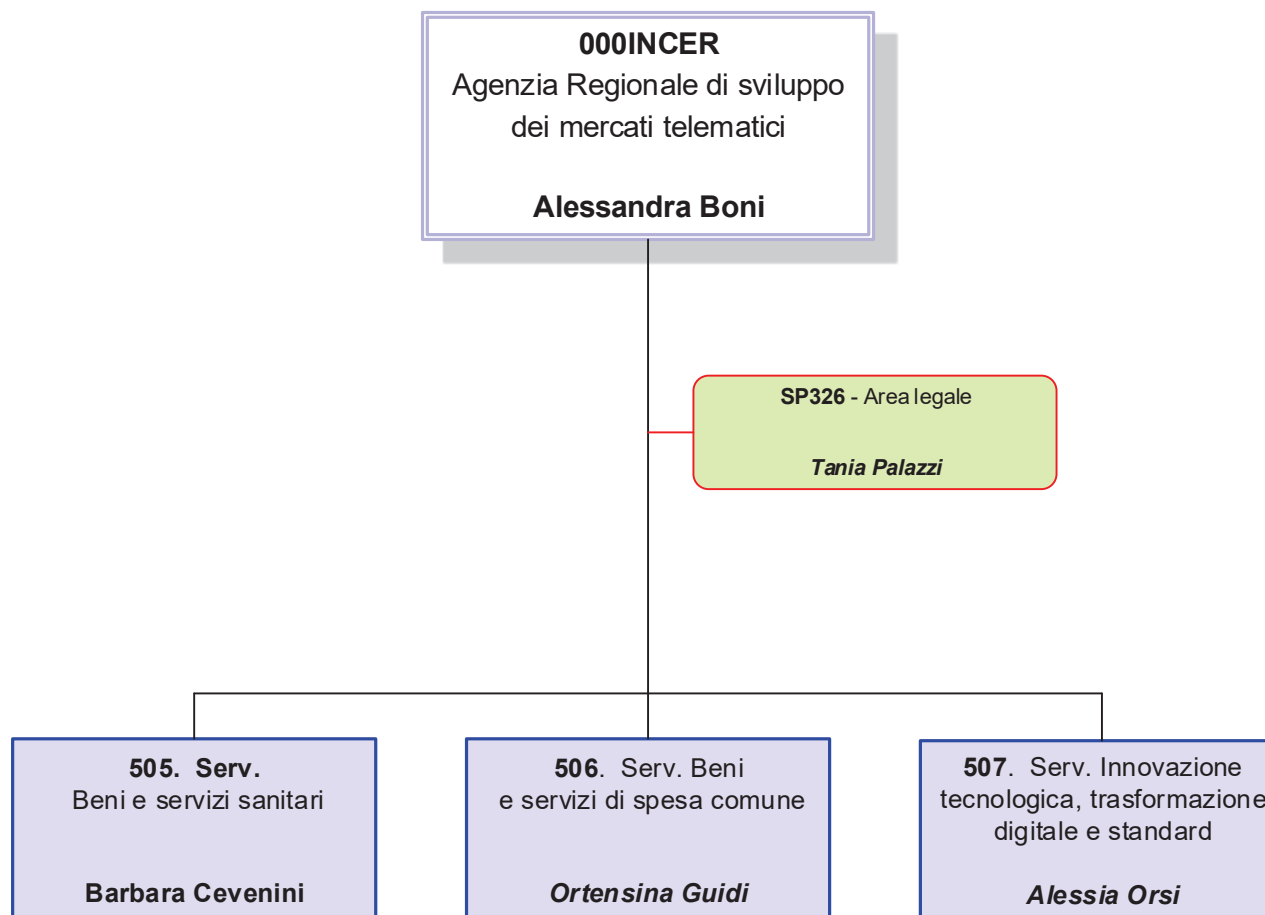 000INCER
Agenzia Regionale di sviluppo
dei mercati telematici
Alessandra Boni
SP326 - Area legale
Tania Palazzi
505. Serv.
Beni e servizi sanitari
Barbara Cevenini
506. Serv. Beni
e servizi di spesa comune
Ortensina Guidi
507. Serv. Innovazione
tecnologica, trasformazione
digitale e standard
Alessia Orsi